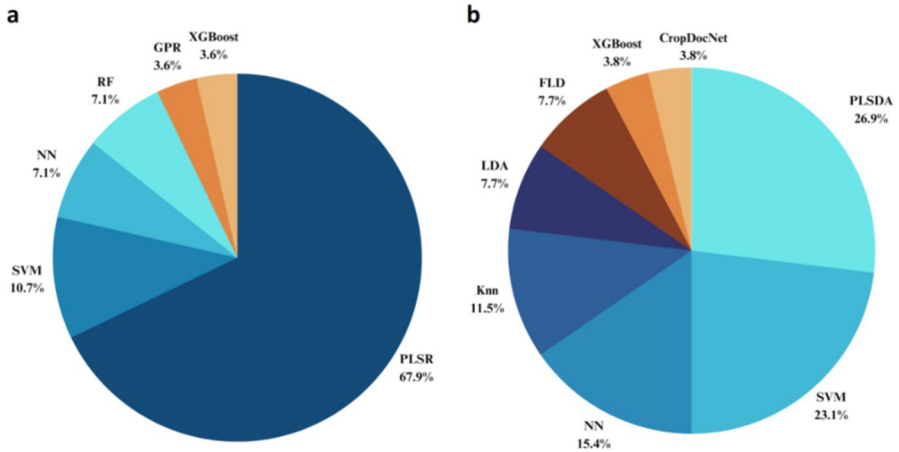 a
XGBoost
3.6%
GPR
3.6%
RF
7.1%
NN
7.1%
SVM
10.7%
PLSR
67.9%
b
CropDocNet
3.8%
XGBoost
3.8%
FLD
7.7%
LDA
7.7%
Knn
11.5%
NN
15.4%
SVM
23.1%
PLSDA
26.9%